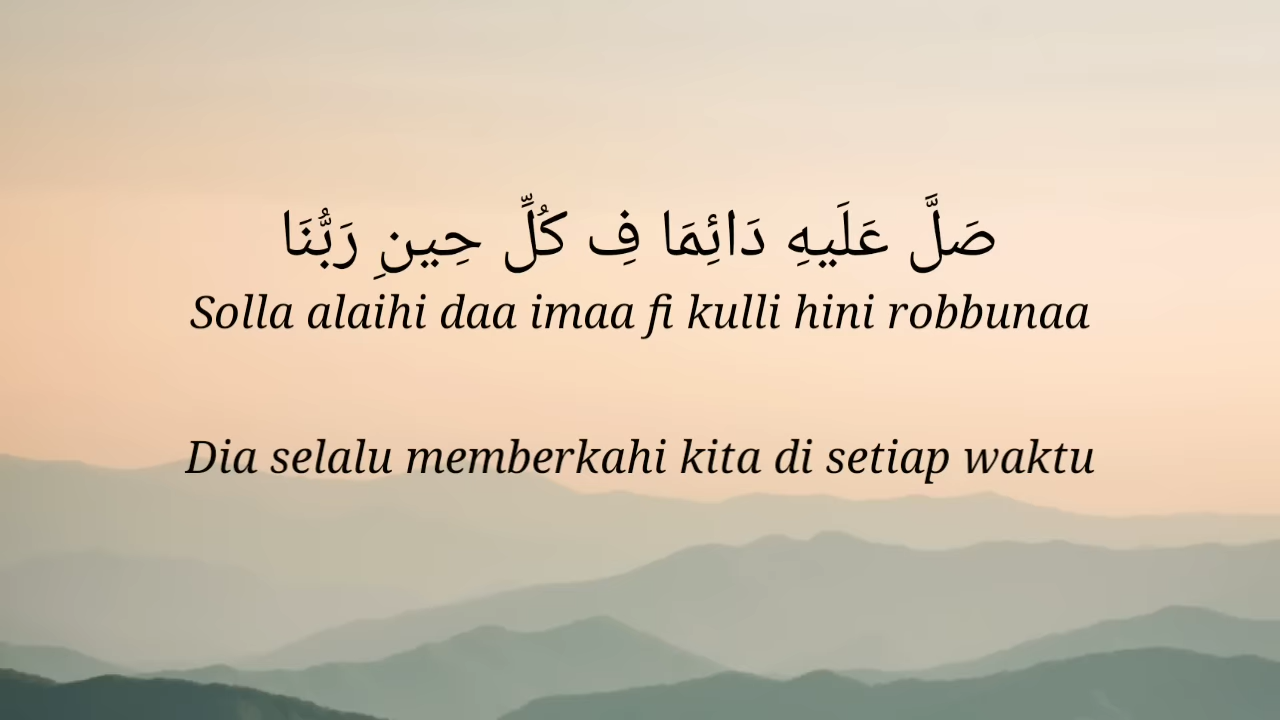 صَلَّ عَلَيهِ دَائِمَا فِ كُلِّ حِينِ رَبُّنَا
Solla alaihi daa imaa fi kulli hini robbunaa
Dia selalu memberkahi kita di setiap waktu